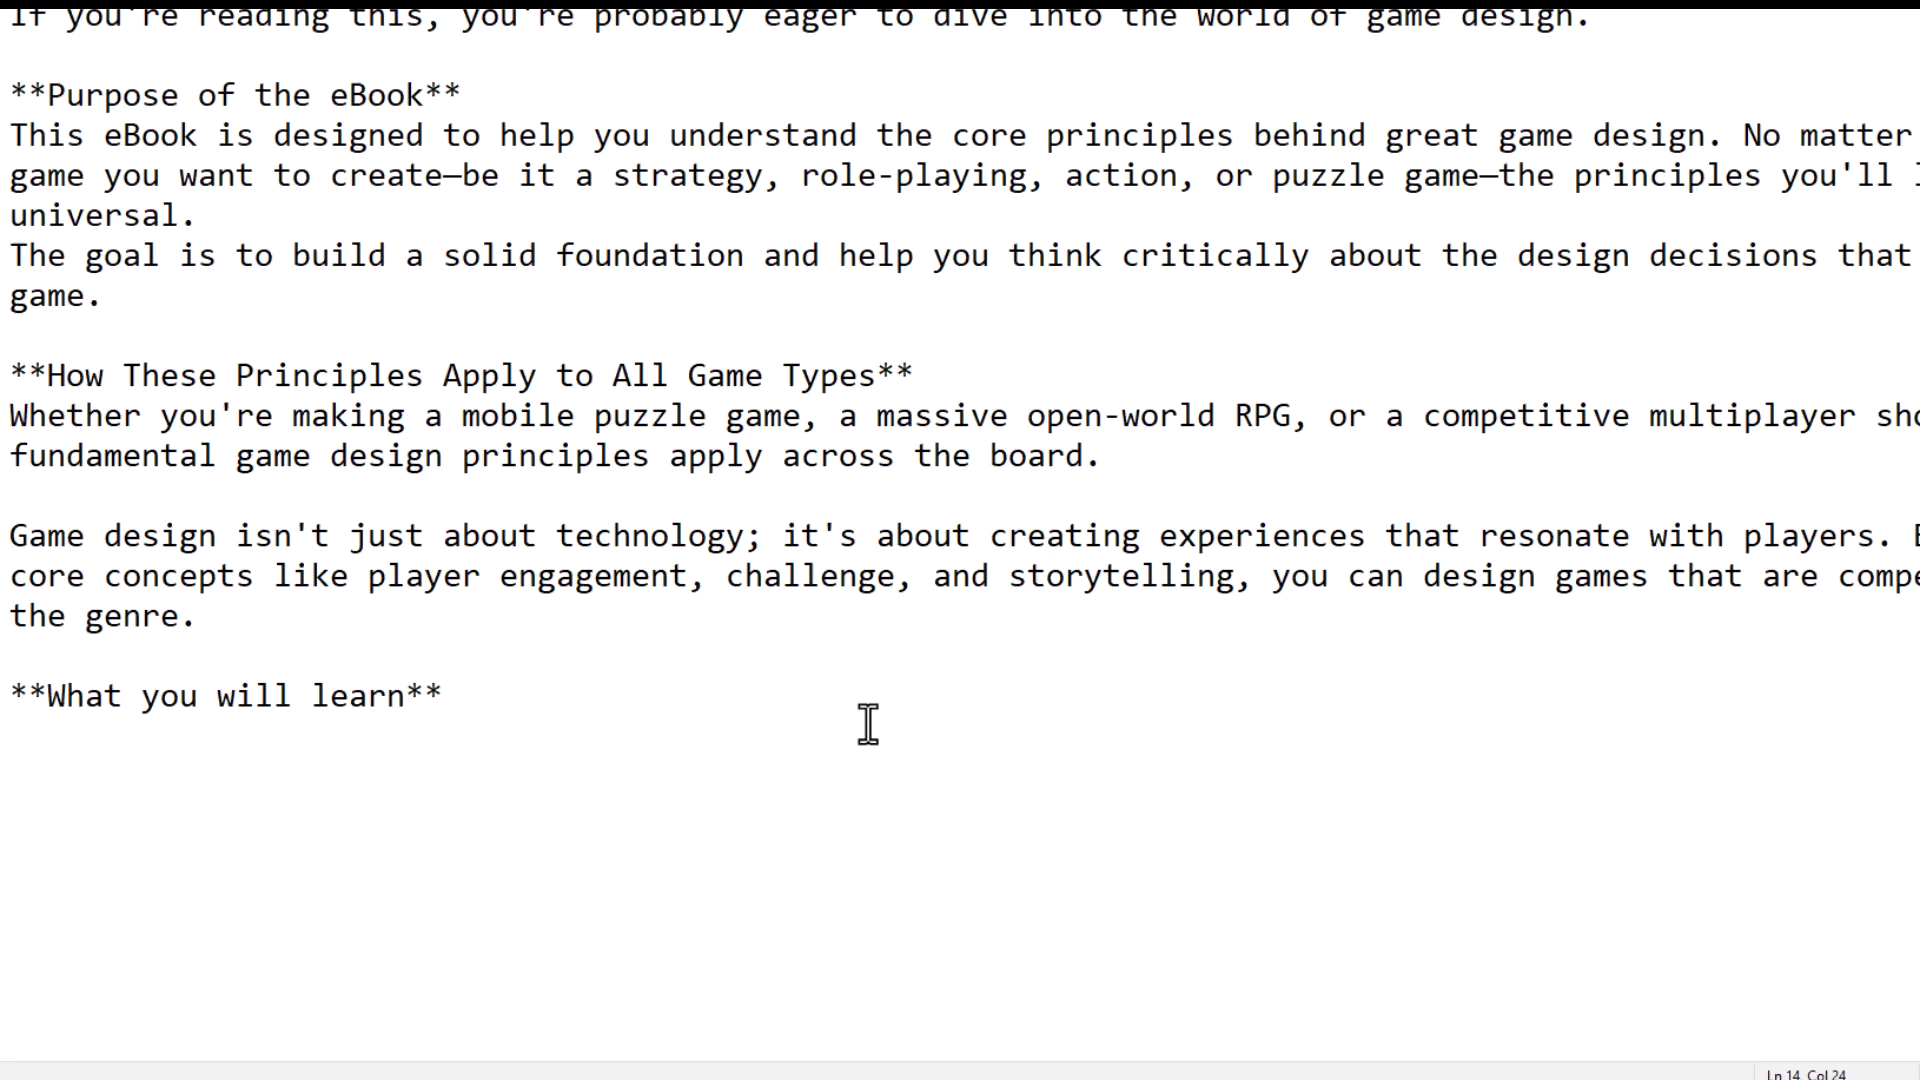 If you're reading this, you're probably eager to dive into the world of game design.
**Purpose of the eBook**
This eBook is designed to help you understand the core principles behind great game design. No matter
game you want to create—be it a strategy, role-playing, action, or puzzle game—the principles you'll
universal.
The goal is to build a solid foundation and help you think critically about the design decisions that
game.
**How These Principles Apply to All Game Types**
Whether you're making a mobile puzzle game, a massive open-world RPG, or a competitive multiplayer
fundamental game design principles apply across the board.
Game design isn't just about technology; it's about creating experiences that resonate with players.
core concepts like player engagement, challenge, and storytelling, you can design games that are
the genre.
**What you will learn**
Ln 14, Col 24